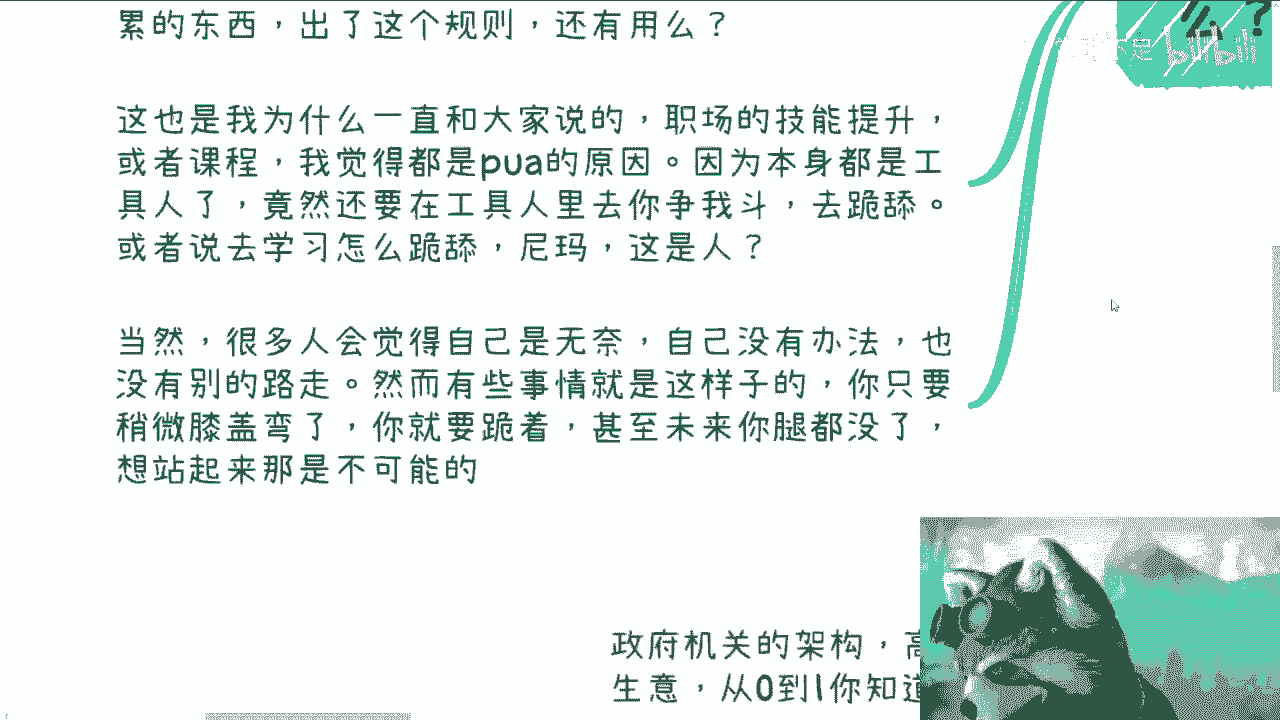 累的东西，出了这个规则，还有用么？
么？
bilibili
这也是我为什么一直和大家说的，职场的技能提升，
或者课程，我觉得都是pua的原因。因为本身都是工
具人了，竟然还要在工具人里去你争我斗，去跪舔。
或者说去学习怎么跪舔，尼玛，这是人？
当然，很多人会觉得自己是无奈，自己没有办法，也
没有别的路走。然而有些事情就是这样子的，你只要
稍微膝盖弯了，你就要跪着，甚至未来你腿都没了，
想站起来那是不可能的
政府机关的架构，高
生意，从0到1你知道